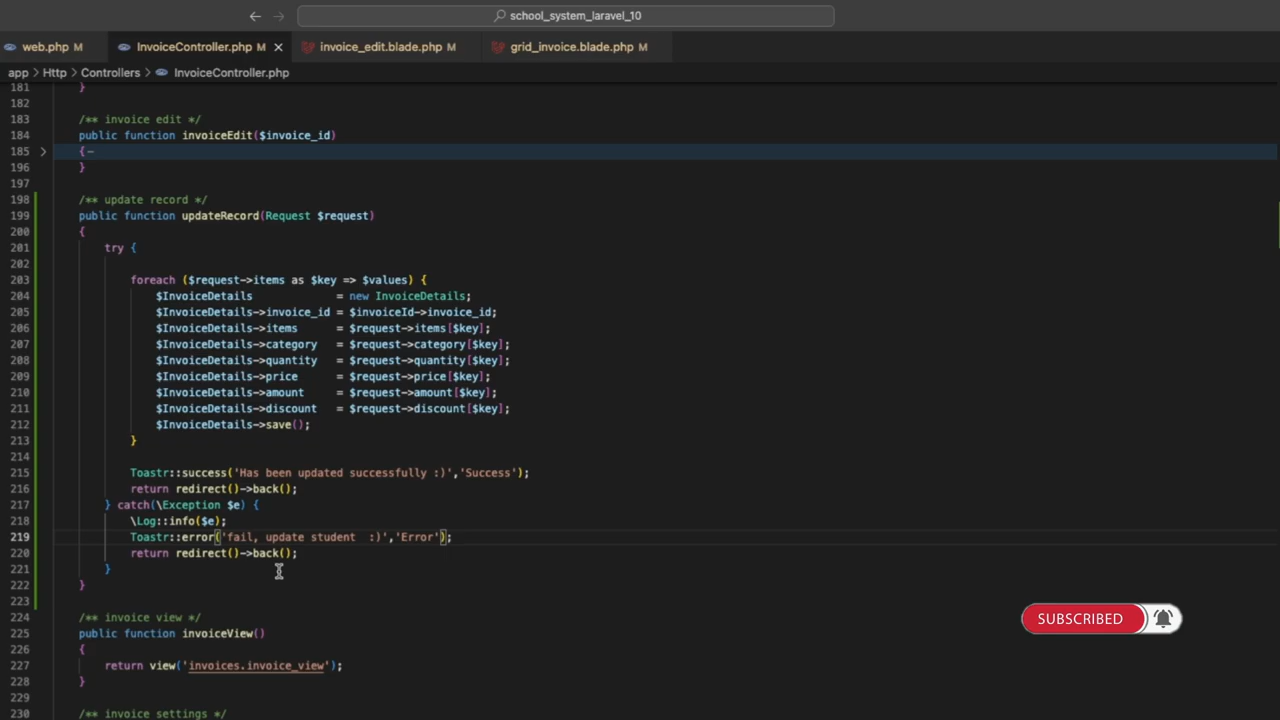 school_system_laravel_10
web.php M InvoiceController.php M × invoice_edit.blade.php M grid_invoice.blade.php M
app > Http > Controllers > InvoiceController.php
181 }
182
183 /** invoice edit */
184 public function invoiceEdit($invoice_id)
185 {–
196 }
197
198 /** update record */
199 public function updateRecord(Request $request)
200 {
201 try {
202
203 foreach ($request->items as $key => $values) {
204 $InvoiceDetails = new InvoiceDetails;
205 $InvoiceDetails->invoice_id = $invoiceId->invoice_id;
206 $InvoiceDetails->items = $request->items[$key];
207 $InvoiceDetails->category = $request->category[$key];
208 $InvoiceDetails->quantity = $request->quantity[$key];
209 $InvoiceDetails->price = $request->price[$key];
210 $InvoiceDetails->amount = $request->amount[$key];
211 $InvoiceDetails->discount = $request->discount[$key];
212 $InvoiceDetails->save();
213 }
214
215 Toastr::success('Has been updated successfully :)','Success');
216 return redirect()->back();
217 } catch(\Exception $e) {
218 \Log::info($e);
219 Toastr::error('fail, update student  :)','Error');
220 return redirect()->back();
221 }
222 }
223
224 /** invoice view */
225 public function invoiceView()
226 {
227 return view('invoices.invoice_view');
228 }
229
230 /** invoice settings */
SUBSCRIBED